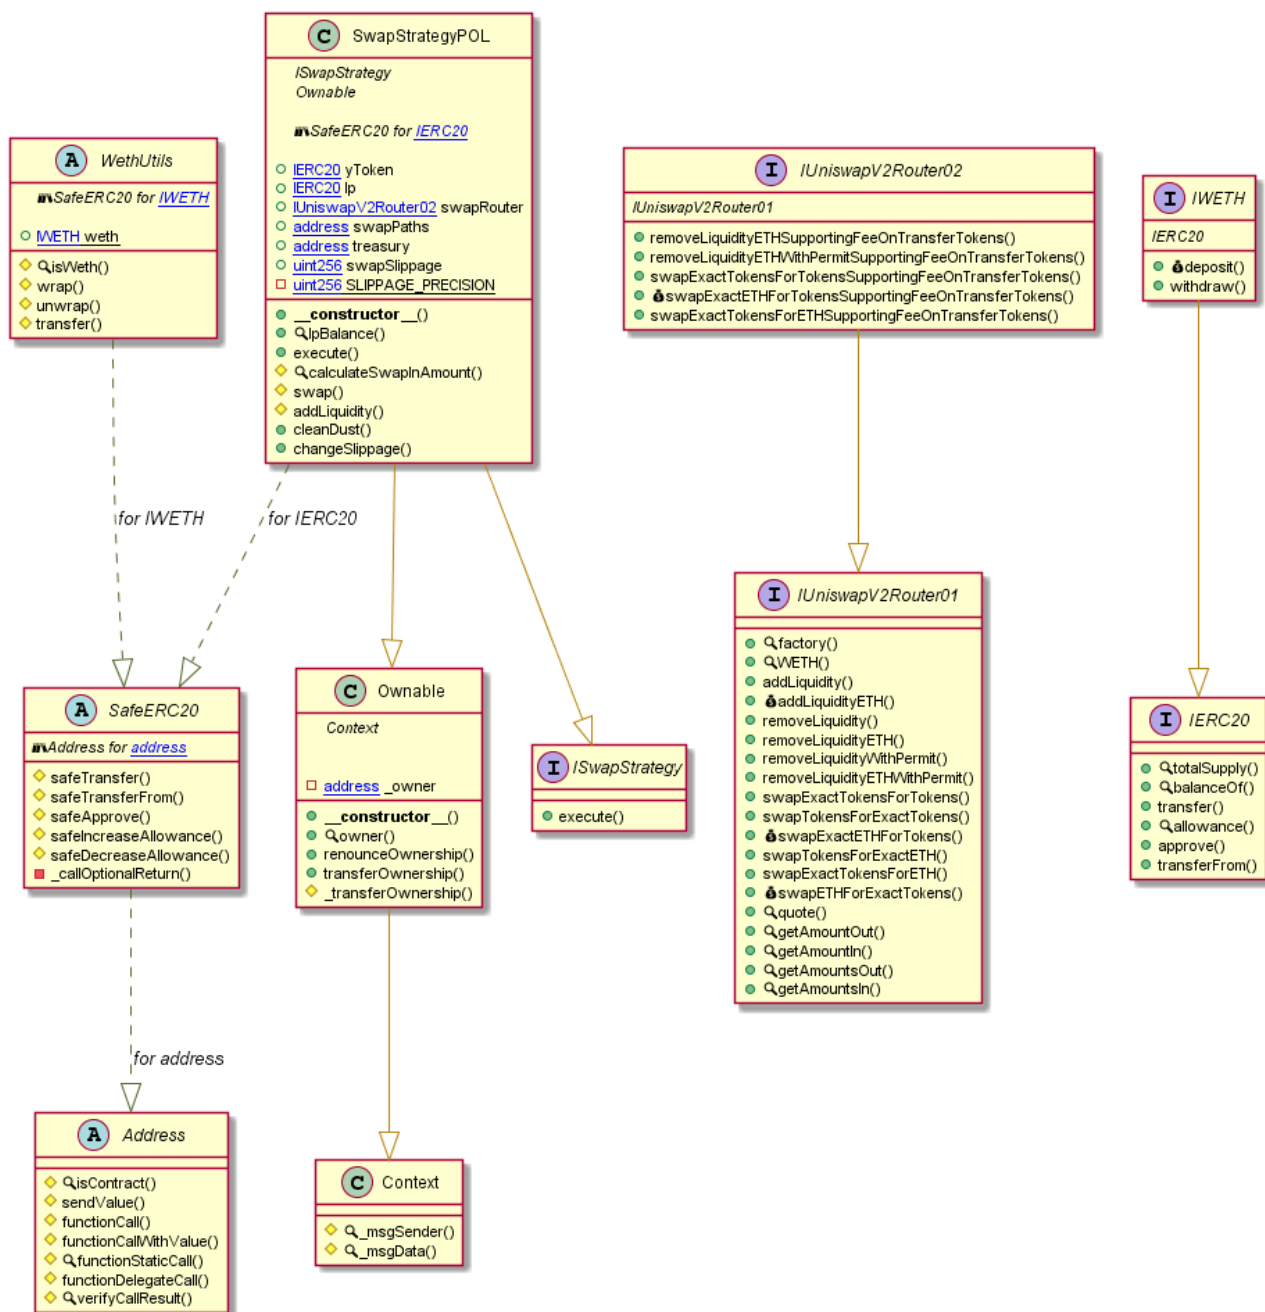 C SwapStrategyPOL
ISwapStrategy
Ownable
SafeERC20 for IERC20
IERC20 yToken
IERC20 lp
IUniswapV2Router02 swapRouter
address swapPaths
address treasury
uint256 swapSlippage
uint256 SLIPPAGE_PRECISION
__constructor__()
lpBalance()
execute()
calculateSwapInAmount()
swap()
addLiquidity()
cleanDust()
changeSlippage()
A WethUtils
SafeERC20 for IWETH
IWETH weth
isWeth()
wrap()
unwrap()
transfer()
I IUniswapV2Router02
IUniswapV2Router01
removeLiquidityETHSupportingFeeOnTransferTokens()
removeLiquidityETHWithPermitSupportingFeeOnTransferTokens()
swapExactTokensForTokensSupportingFeeOnTransferTokens()
swapExactETHForTokensSupportingFeeOnTransferTokens()
swapExactTokensForETHSupportingFeeOnTransferTokens()
I IWETH
IERC20
deposit()
withdraw()
for IWETH
for IERC20
A SafeERC20
Address for address
safeTransfer()
safeTransferFrom()
safeApprove()
safeIncreaseAllowance()
safeDecreaseAllowance()
_callOptionalReturn()
C Ownable
Context
address _owner
__constructor__()
owner()
renounceOwnership()
transferOwnership()
_transferOwnership()
I ISwapStrategy
execute()
I IUniswapV2Router01
factory()
WETH()
addLiquidity()
addLiquidityETH()
removeLiquidity()
removeLiquidityETH()
removeLiquidityWithPermit()
removeLiquidityETHWithPermit()
swapExactTokensForTokens()
swapTokensForExactTokens()
swapExactETHForTokens()
swapTokensForExactETH()
swapExactTokensForETH()
swapETHForExactTokens()
quote()
getAmountOut()
getAmountIn()
getAmountsOut()
getAmountsIn()
I IERC20
totalSupply()
balanceOf()
transfer()
allowance()
approve()
transferFrom()
for address
A Address
isContract()
sendValue()
functionCall()
functionCallWithValue()
functionStaticCall()
functionDelegateCall()
verifyCallResult()
C Context
_msgSender()
_msgData()